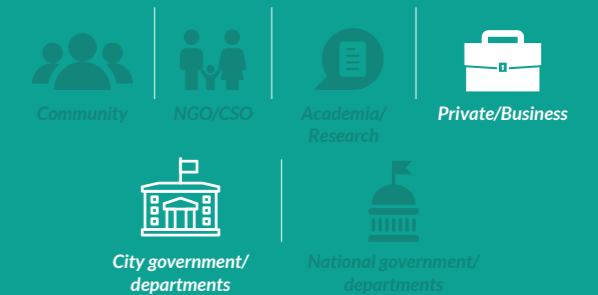 Community
NGO/CSO
Academia/
Research
Private/Business
City government/
departments
National government/
departments